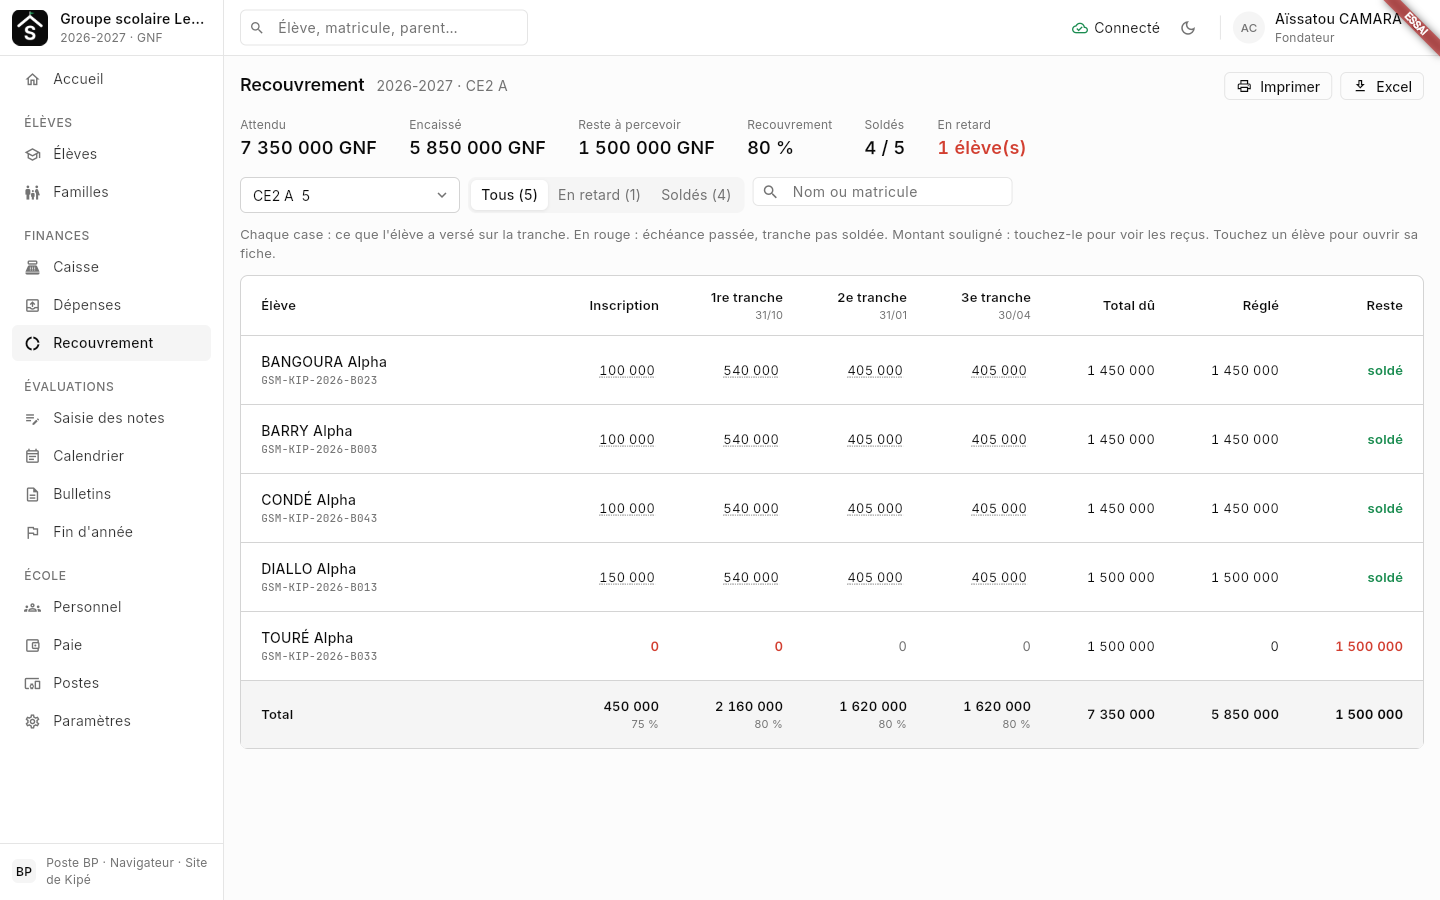 Groupe scolaire Le...
2026-2027 · GNF
Élève, matricule, parent...
Connecté
AC
Aïssatou CAMARA
Fondateur
ESSAI
Accueil
ÉLÈVES
Élèves
Familles
FINANCES
Caisse
Dépenses
Recouvrement
ÉVALUATIONS
Saisie des notes
Calendrier
Bulletins
Fin d'année
ÉCOLE
Personnel
Paie
Postes
Paramètres
BP
Poste BP · Navigateur · Site
de Kipé
Recouvrement 2026-2027 · CE2 A
Imprimer
Excel
Attendu
7 350 000 GNF
Encaissé
5 850 000 GNF
Reste à percevoir
1 500 000 GNF
Recouvrement
80 %
Soldés
4 / 5
En retard
1 élève(s)
CE2 A 5
Tous (5) En retard (1) Soldés (4)
Nom ou matricule
Chaque case : ce que l'élève a versé sur la tranche. En rouge : échéance passée, tranche pas soldée. Montant souligné : touchez-le pour voir les reçus. Touchez un élève pour ouvrir sa
fiche.
Élève Inscription 1re tranche 2e tranche 3e tranche Total dû Réglé Reste
31/10 31/01 30/04
BANGOURA Alpha
GSM-KIP-2026-B023
100 000 540 000 405 000 405 000 1 450 000 1 450 000 soldé
BARRY Alpha
GSM-KIP-2026-B003
100 000 540 000 405 000 405 000 1 450 000 1 450 000 soldé
CONDÉ Alpha
GSM-KIP-2026-B043
100 000 540 000 405 000 405 000 1 450 000 1 450 000 soldé
DIALLO Alpha
GSM-KIP-2026-B013
150 000 540 000 405 000 405 000 1 500 000 1 500 000 soldé
TOURÉ Alpha
GSM-KIP-2026-B033
0 0 0 0 1 500 000 0 1 500 000
Total 450 000 2 160 000 1 620 000 1 620 000 7 350 000 5 850 000 1 500 000
75 % 80 % 80 % 80 %